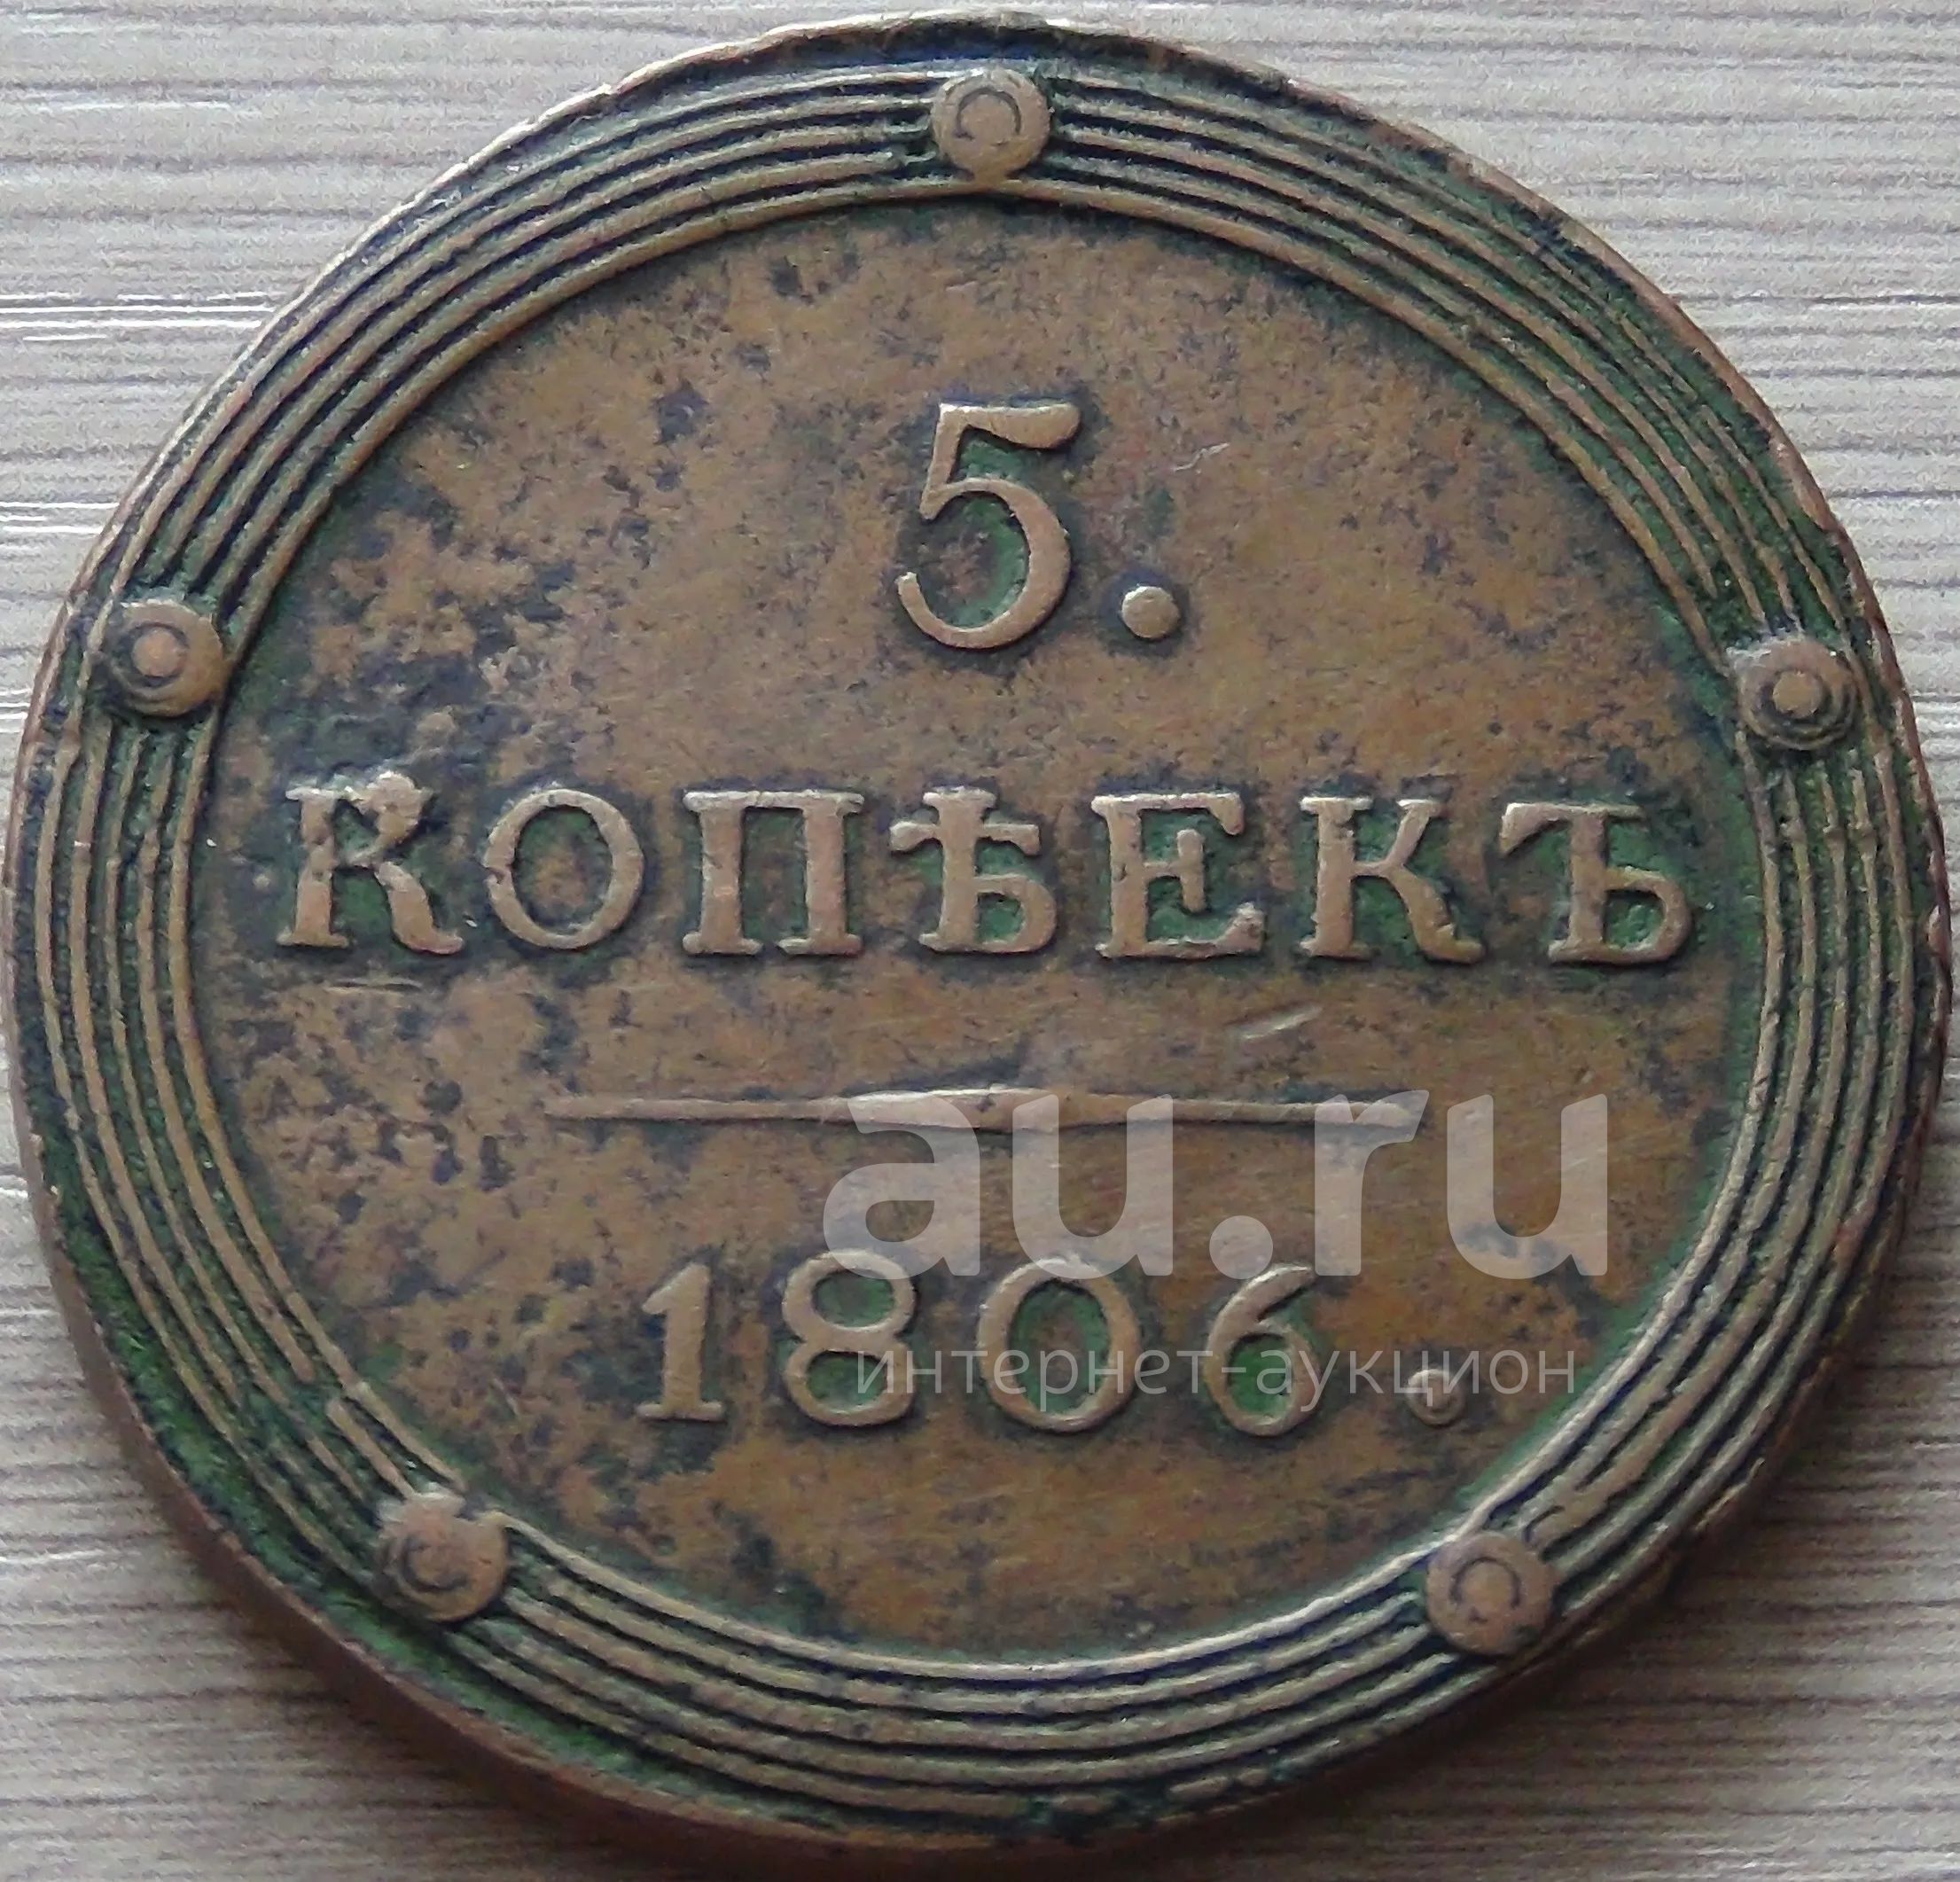 5.
КОПѢЕКЪ
au.ru
1806.
интернет-аукцион